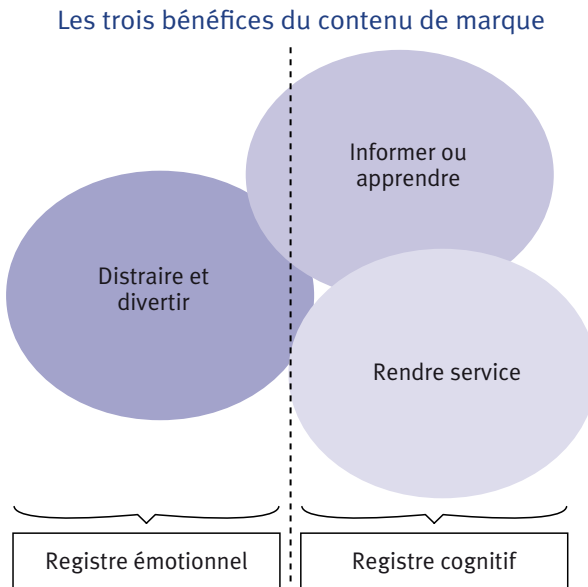 Les trois bénéfices du contenu de marque
Informer ou
apprendre
Distraire et
divertir
Rendre service
Registre émotionnel
Registre cognitif